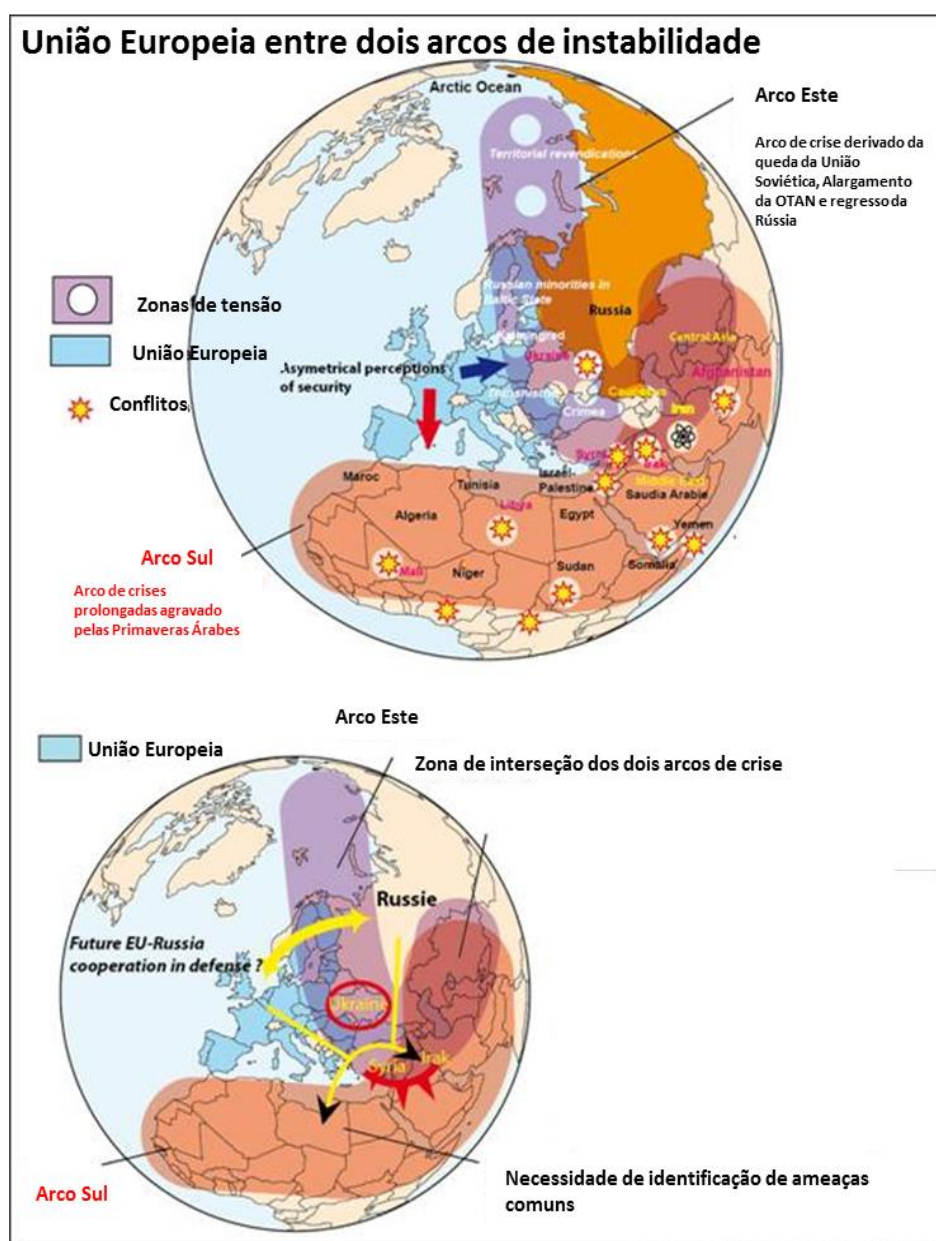 União Europeia entre dois arcos de instabilidade
Arctic Ocean
Arco Este
Territorial revendications
Arco de crise derivado da
queda da União
Soviética, Alargamento
da OTAN e regresso da
Rússia
Zonas de tensão
Russian minorities in
Baltic State
Russia
União Europeia
Kaliningrad
Ukraine
Central Asia
Asymetrical perceptions
of security
Afghanistan
Conflitos
Transnistria
Crimea
Caucasus
Iran
Syria
Irak
Maroc
Tunisia
Israël-
Palestine
Middle East
Saudia Arabie
Algeria
Libya
Egypt
Yemen
Arco Sul
Mali
Niger
Sudan
Somalia
Arco de crises
prolongadas agravado
pelas Primaveras Árabes
Arco Este
União Europeia
Zona de interseção dos dois arcos de crise
Russie
Future EU-Russia
cooperation in defense ?
Ukraine
Syria
Irak
Arco Sul
Necessidade de identificação de ameaças
comuns